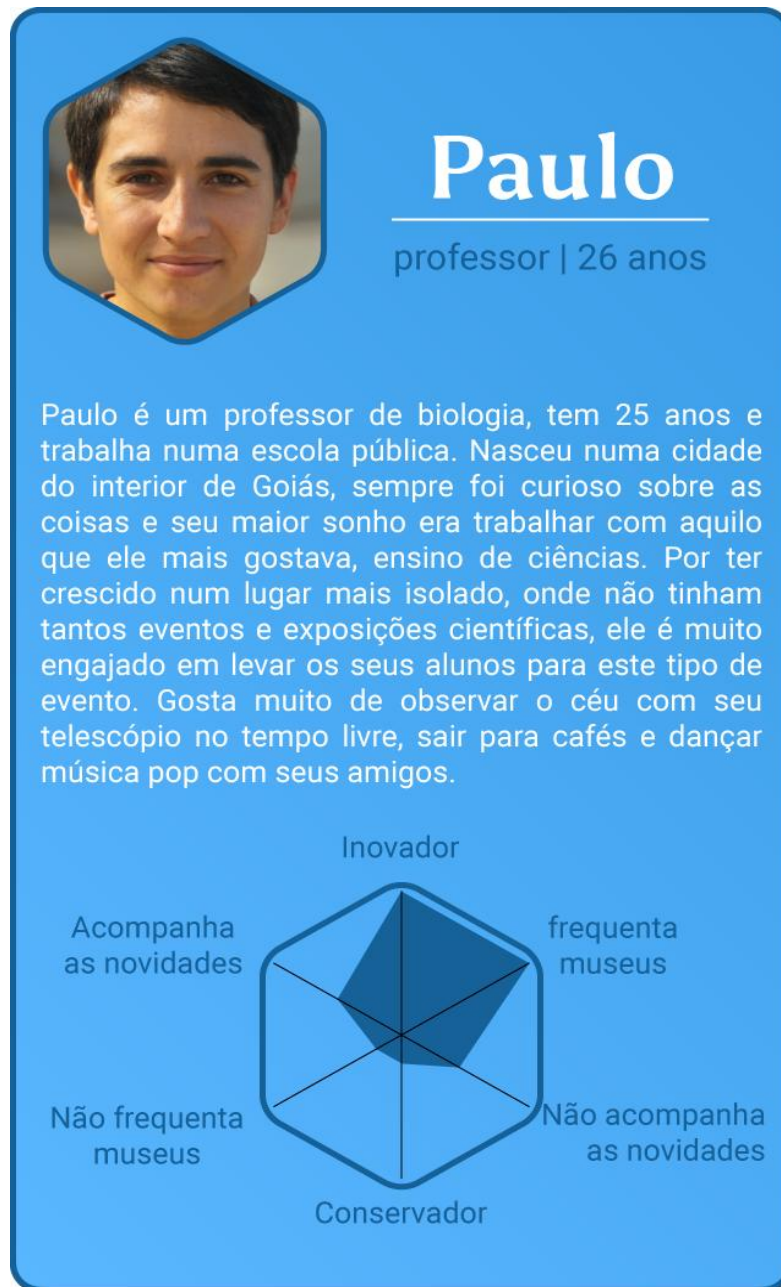 Paulo
professor | 26 anos
Paulo é um professor de biologia, tem 25 anos e
trabalha numa escola pública. Nasceu numa cidade
do interior de Goiás, sempre foi curioso sobre as
coisas e seu maior sonho era trabalhar com aquilo
que ele mais gostava, ensino de ciências. Por ter
crescido num lugar mais isolado, onde não tinham
tantos eventos e exposições científicas, ele é muito
engajado em levar os seus alunos para este tipo de
evento. Gosta muito de observar o céu com seu
telescópio no tempo livre, sair para cafés e dançar
música pop com seus amigos.
Inovador
Acompanha
as novidades
frequenta
museus
Não frequenta
museus
Não acompanha
as novidades
Conservador